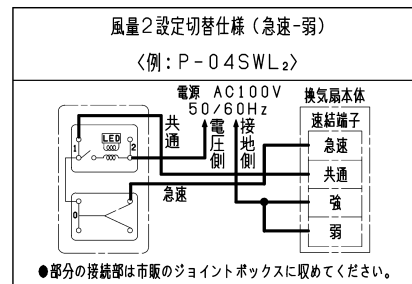 風量2設定切替仕様(急速-弱)
〈例:P-04SWL₂〉
電源 AC100V
50/60Hz
換気扇本体
速結端子
共通
電圧側
接地側
急速
LED
1
2
共通
強
急速
0
弱
●部分の接続部は市販のジョイントボックスに収めてください。